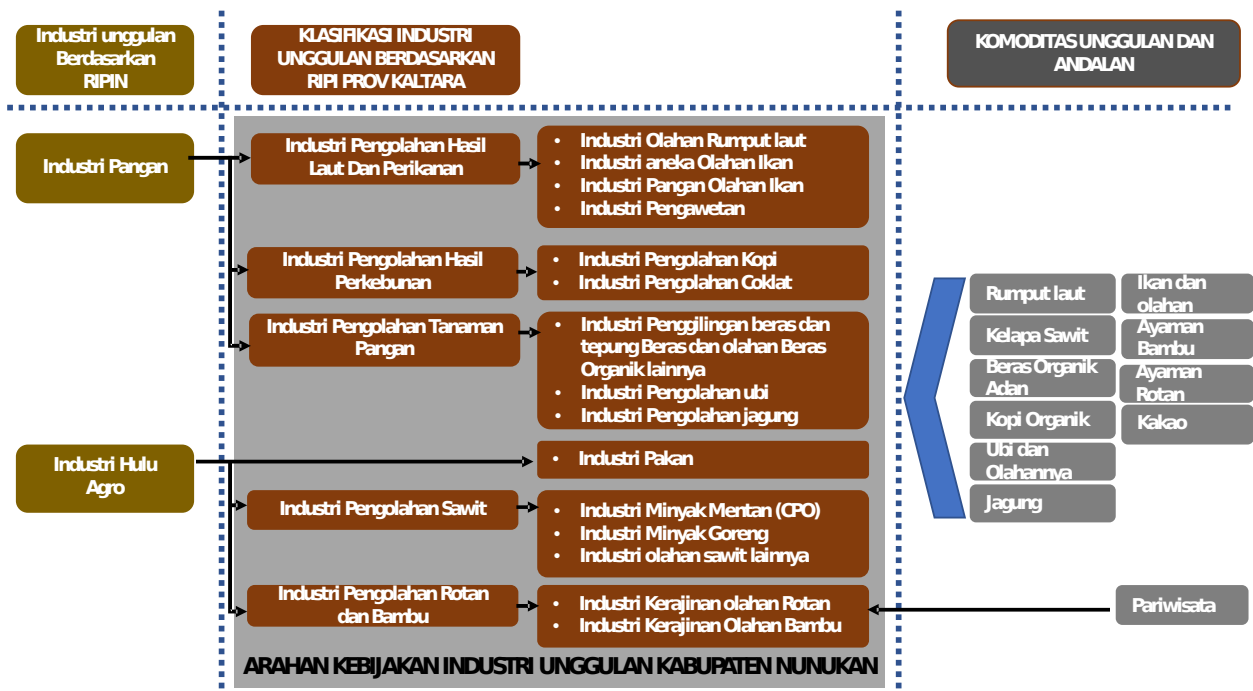 Industri unggulan
Berdasarkan
RIPIN
KLASIFIKASI INDUSTRI
UNGGULAN BERDASARKAN
RIPI PROV KALTARA
KOMODITAS UNGGULAN DAN
ANDALAN
Industri Pangan
Industri Pengolahan Hasil
Laut Dan Perikanan
• Industri Olahan Rumput laut
• Industri aneka Olahan Ikan
• Industri Pangan Olahan Ikan
• Industri Pengawetan
Industri Pengolahan Hasil
Perkebunan
• Industri Pengolahan Kopi
• Industri Pengolahan Coklat
Industri Pengolahan Tanaman
Pangan
• Industri Penggilingan beras dan
tepung Beras dan olahan Beras
Organik lainnya
• Industri Pengolahan ubi
• Industri Pengolahan jagung
Industri Hulu
Agro
• Industri Pakan
Industri Pengolahan Sawit
• Industri Minyak Mentan (CPO)
• Industri Minyak Goreng
• Industri olahan sawit lainnya
Industri Pengolahan Rotan
dan Bambu
• Industri Kerajinan olahan Rotan
• Industri Kerajinan Olahan Bambu
ARAHAN KEBIJAKAN INDUSTRI UNGGULAN KABUPATEN NUNUKAN
Rumput laut
Kelapa Sawit
Beras Organik
Adan
Kopi Organik
Ubi dan
Olahannya
Jagung
Ikan dan
olahan
Ayaman
Bambu
Ayaman
Rotan
Kakao
Pariwisata